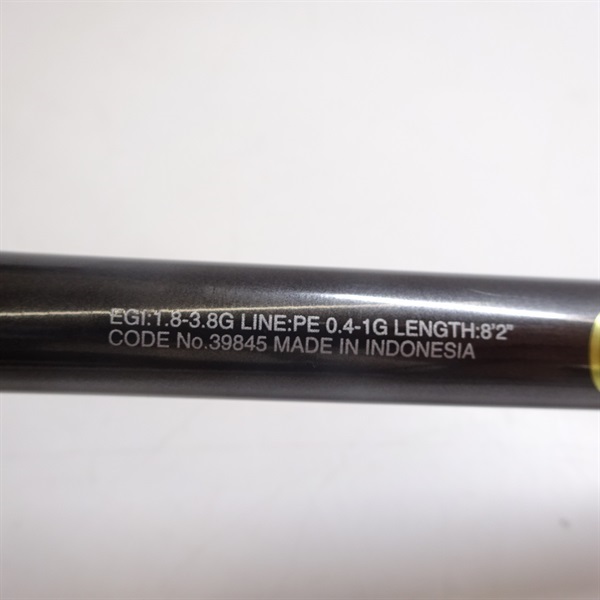 EGI:1.8-3.8G LINE:PE 0.4-1G LENGTH:8'2"
CODE No.39845 MADE IN INDONESIA